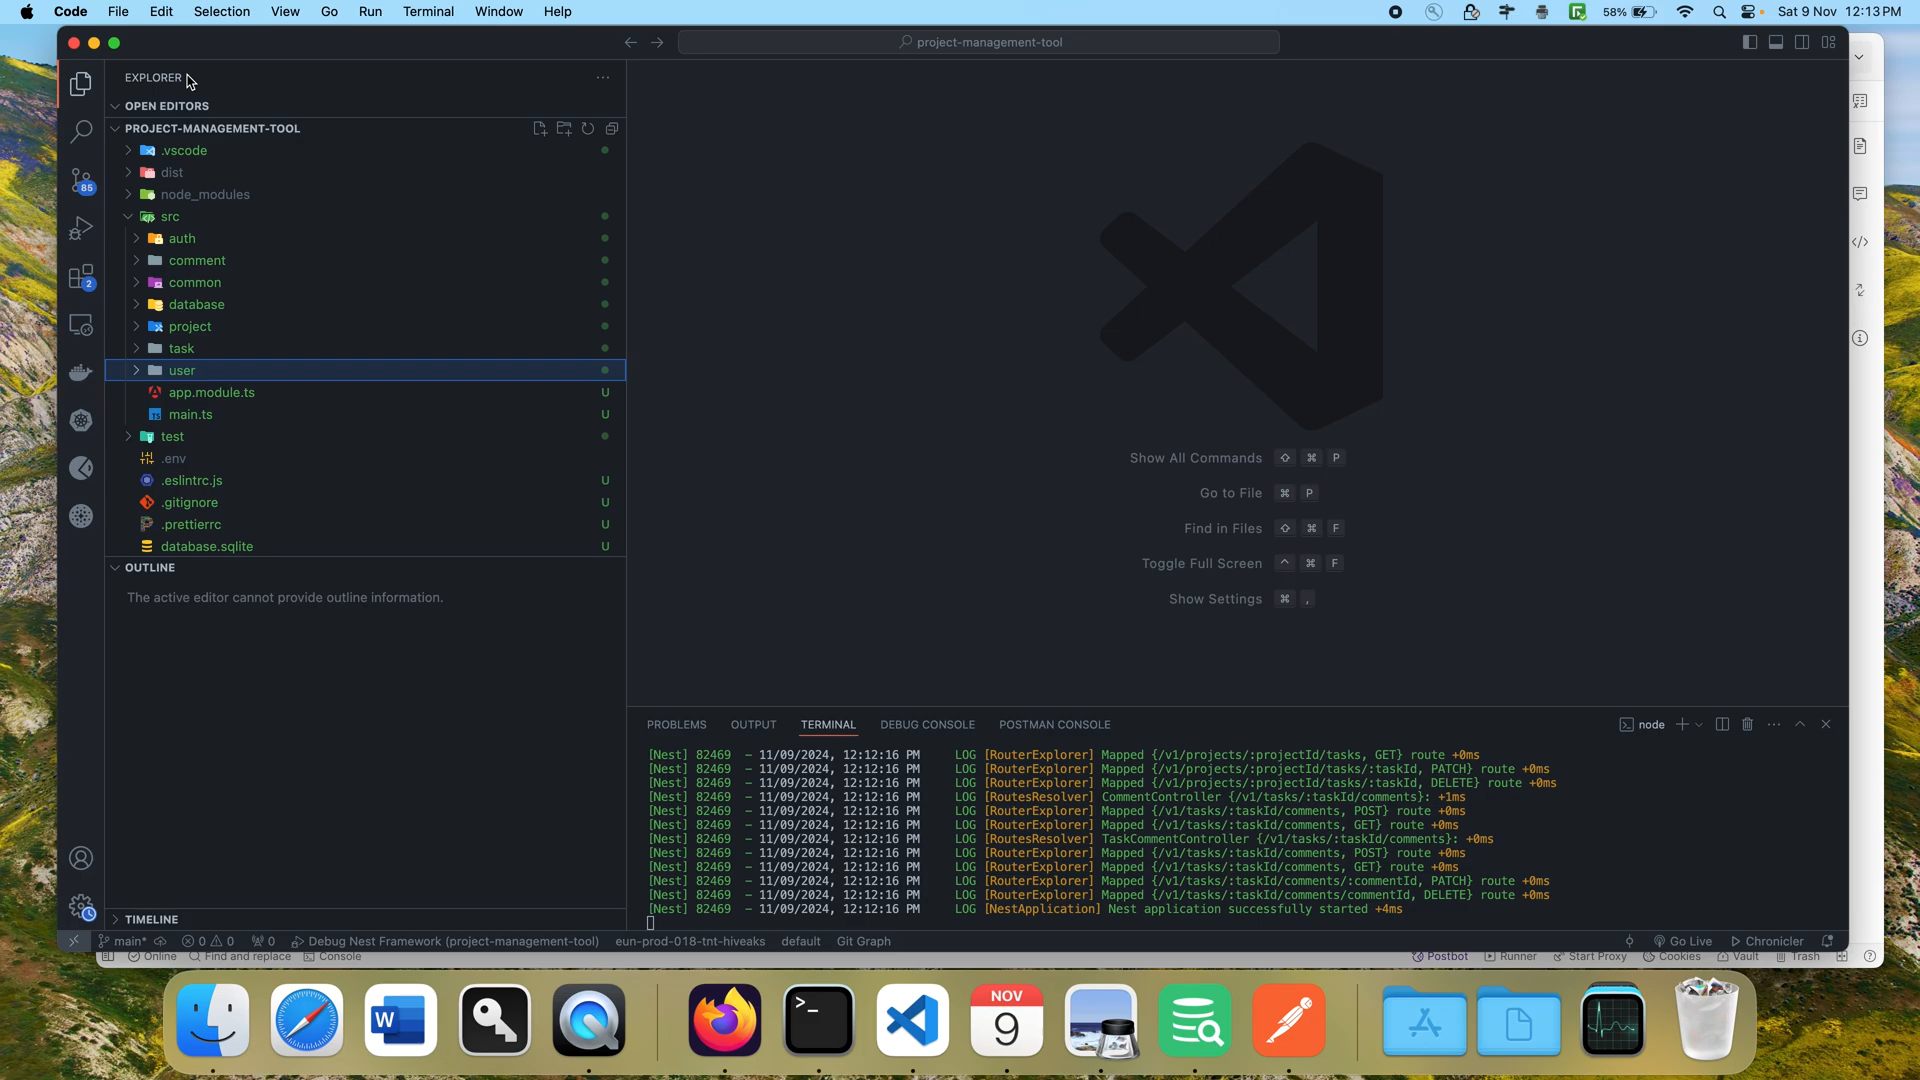 Code File Edit Selection View Go Run Terminal Window Help
58% Sat 9 Nov 12:13 PM
project-management-tool
EXPLORER
OPEN EDITORS
PROJECT-MANAGEMENT-TOOL
.vscode
dist
node_modules
src
auth
comment
common
database
project
task
user
app.module.ts U
main.ts U
test
.env
.eslintrc.js U
.gitignore U
.prettierrc U
database.sqlite U
OUTLINE
The active editor cannot provide outline information.
TIMELINE
85
2
Show All Commands ⇧ ⌘ P
Go to File ⌘ P
Find in Files ⇧ ⌘ F
Toggle Full Screen ^ ⌘ F
Show Settings ⌘ ,
PROBLEMS OUTPUT TERMINAL DEBUG CONSOLE POSTMAN CONSOLE
node
[Nest] 82469 - 11/09/2024, 12:12:16 PM LOG [RouterExplorer] Mapped {/v1/projects/:projectId/tasks, GET} route +0ms
[Nest] 82469 - 11/09/2024, 12:12:16 PM LOG [RouterExplorer] Mapped {/v1/projects/:projectId/tasks/:taskId, PATCH} route +0ms
[Nest] 82469 - 11/09/2024, 12:12:16 PM LOG [RouterExplorer] Mapped {/v1/projects/:projectId/tasks/:taskId, DELETE} route +0ms
[Nest] 82469 - 11/09/2024, 12:12:16 PM LOG [RoutesResolver] CommentController {/v1/tasks/:taskId/comments}: +1ms
[Nest] 82469 - 11/09/2024, 12:12:16 PM LOG [RouterExplorer] Mapped {/v1/tasks/:taskId/comments, POST} route +0ms
[Nest] 82469 - 11/09/2024, 12:12:16 PM LOG [RouterExplorer] Mapped {/v1/tasks/:taskId/comments, GET} route +0ms
[Nest] 82469 - 11/09/2024, 12:12:16 PM LOG [RoutesResolver] TaskCommentController {/v1/tasks/:taskId/comments}: +0ms
[Nest] 82469 - 11/09/2024, 12:12:16 PM LOG [RouterExplorer] Mapped {/v1/tasks/:taskId/comments, POST} route +0ms
[Nest] 82469 - 11/09/2024, 12:12:16 PM LOG [RouterExplorer] Mapped {/v1/tasks/:taskId/comments, GET} route +0ms
[Nest] 82469 - 11/09/2024, 12:12:16 PM LOG [RouterExplorer] Mapped {/v1/tasks/:taskId/comments/:commentId, PATCH} route +0ms
[Nest] 82469 - 11/09/2024, 12:12:16 PM LOG [RouterExplorer] Mapped {/v1/tasks/:taskId/comments/commentId, DELETE} route +0ms
[Nest] 82469 - 11/09/2024, 12:12:16 PM LOG [NestApplication] Nest application successfully started +4ms
main* 0 0 0 Debug Nest Framework (project-management-tool) eun-prod-018-tnt-hiveaks default Git Graph Go Live Chronicler
Online Find and replace Console Postbot Runner Start Proxy Cookies Vault Trash
W
NOV
9